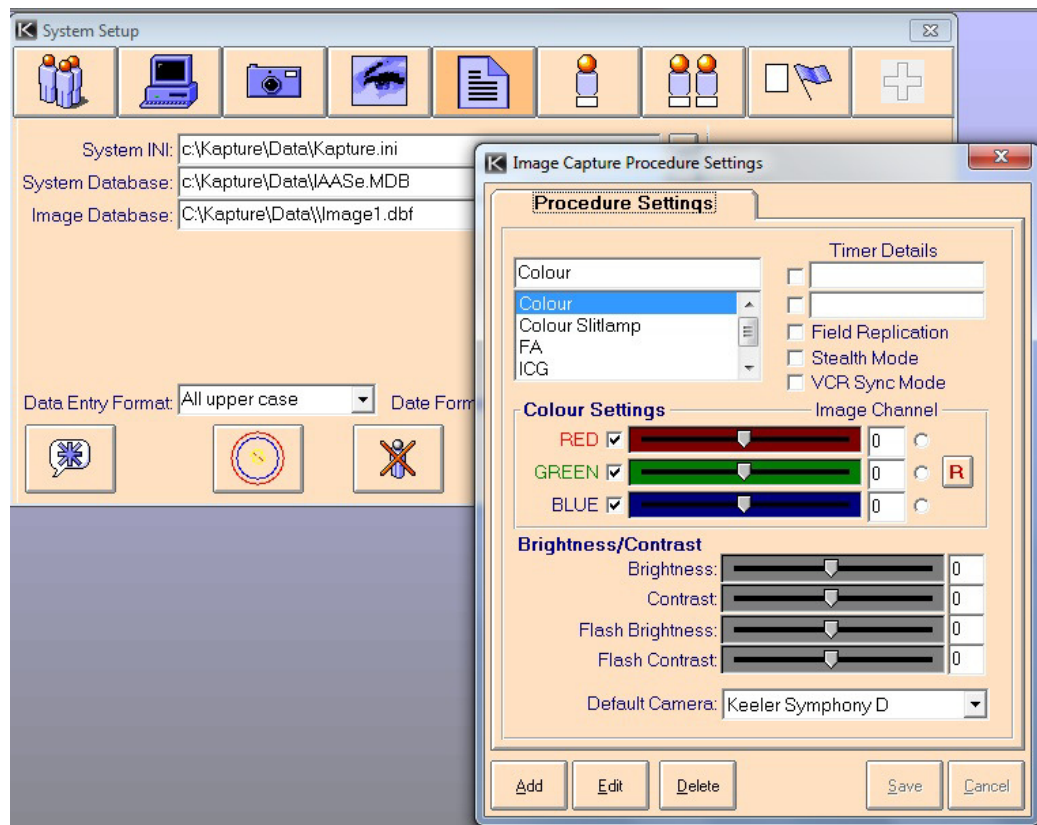 System Setup
System INI: c:\Kapture\Data\Kapture.ini
System Database: c:\Kapture\Data\IAASe.MDB
Image Database: C:\Kapture\Data\\Image1.dbf
Data Entry Format: All upper case
Date Form
Image Capture Procedure Settings
Procedure Settings
Timer Details
Colour
Colour
Colour Slitlamp
FA
ICG
Field Replication
Stealth Mode
VCR Sync Mode
Colour Settings Image Channel
RED 0
GREEN 0 R
BLUE 0
Brightness/Contrast
Brightness: 0
Contrast: 0
Flash Brightness: 0
Flash Contrast: 0
Default Camera: Keeler Symphony D
Add Edit Delete Save Cancel